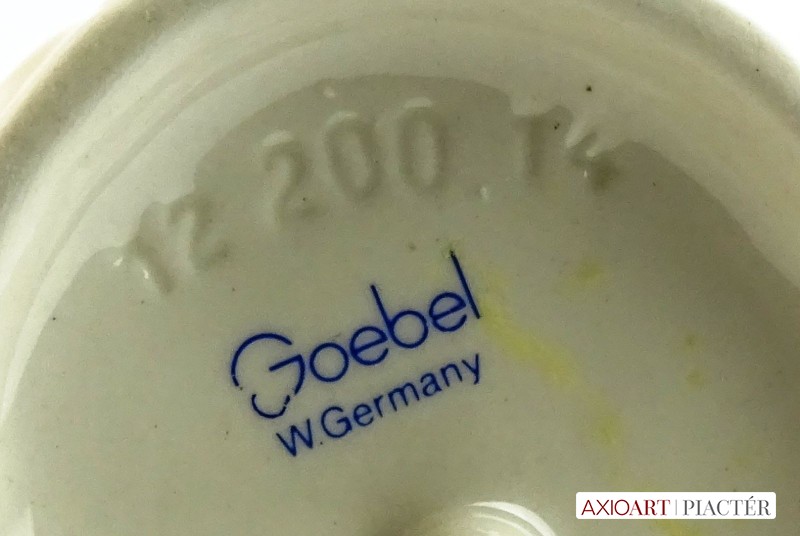 12 200 14
Goebel
W.Germany
AXIOART | PIACTÉR